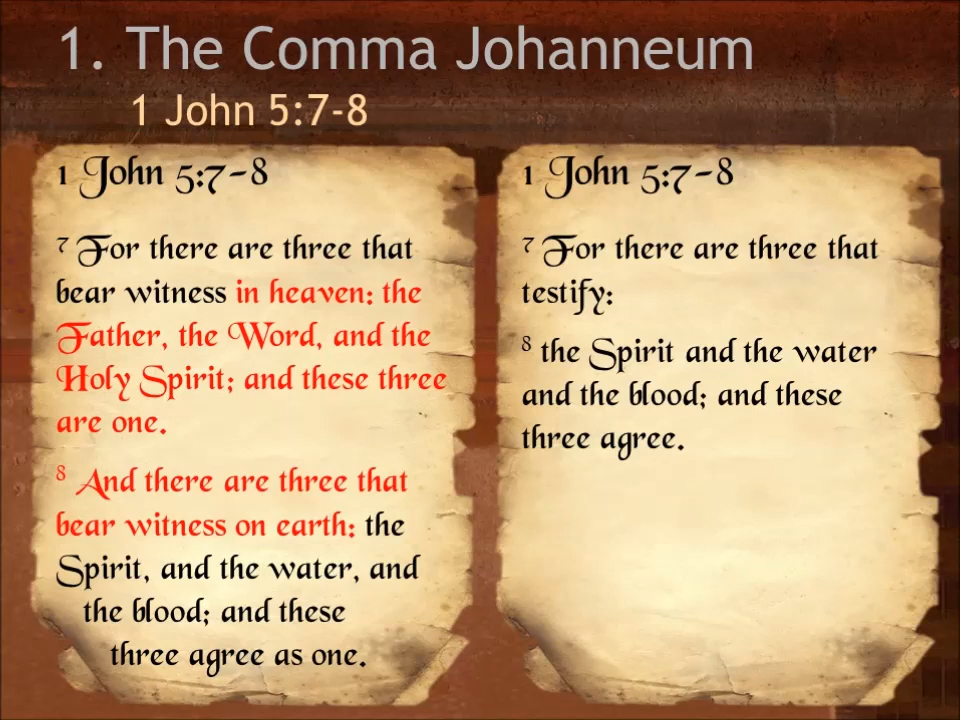 1. The Comma Johanneum
1 John 5:7-8
1 John 5:7-8
7 For there are three that
bear witness in heaven: the
Father, the Word, and the
Holy Spirit; and these three
are one.
8 And there are three that
bear witness on earth: the
Spirit, and the water, and
the blood; and these
three agree as one.
1 John 5:7-8
7 For there are three that
testify:
8 the Spirit and the water
and the blood; and these
three agree.